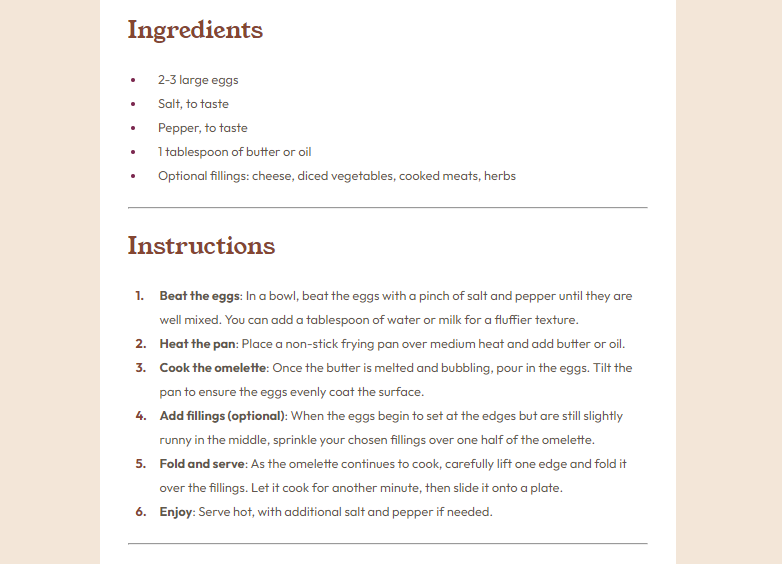 Ingredients
• 2-3 large eggs
• Salt, to taste
• Pepper, to taste
• 1 tablespoon of butter or oil
• Optional fillings: cheese, diced vegetables, cooked meats, herbs
Instructions
1. Beat the eggs: In a bowl, beat the eggs with a pinch of salt and pepper until they are
well mixed. You can add a tablespoon of water or milk for a fluffier texture.
2. Heat the pan: Place a non-stick frying pan over medium heat and add butter or oil.
3. Cook the omelette: Once the butter is melted and bubbling, pour in the eggs. Tilt the
pan to ensure the eggs evenly coat the surface.
4. Add fillings (optional): When the eggs begin to set at the edges but are still slightly
runny in the middle, sprinkle your chosen fillings over one half of the omelette.
5. Fold and serve: As the omelette continues to cook, carefully lift one edge and fold it
over the fillings. Let it cook for another minute, then slide it onto a plate.
6. Enjoy: Serve hot, with additional salt and pepper if needed.